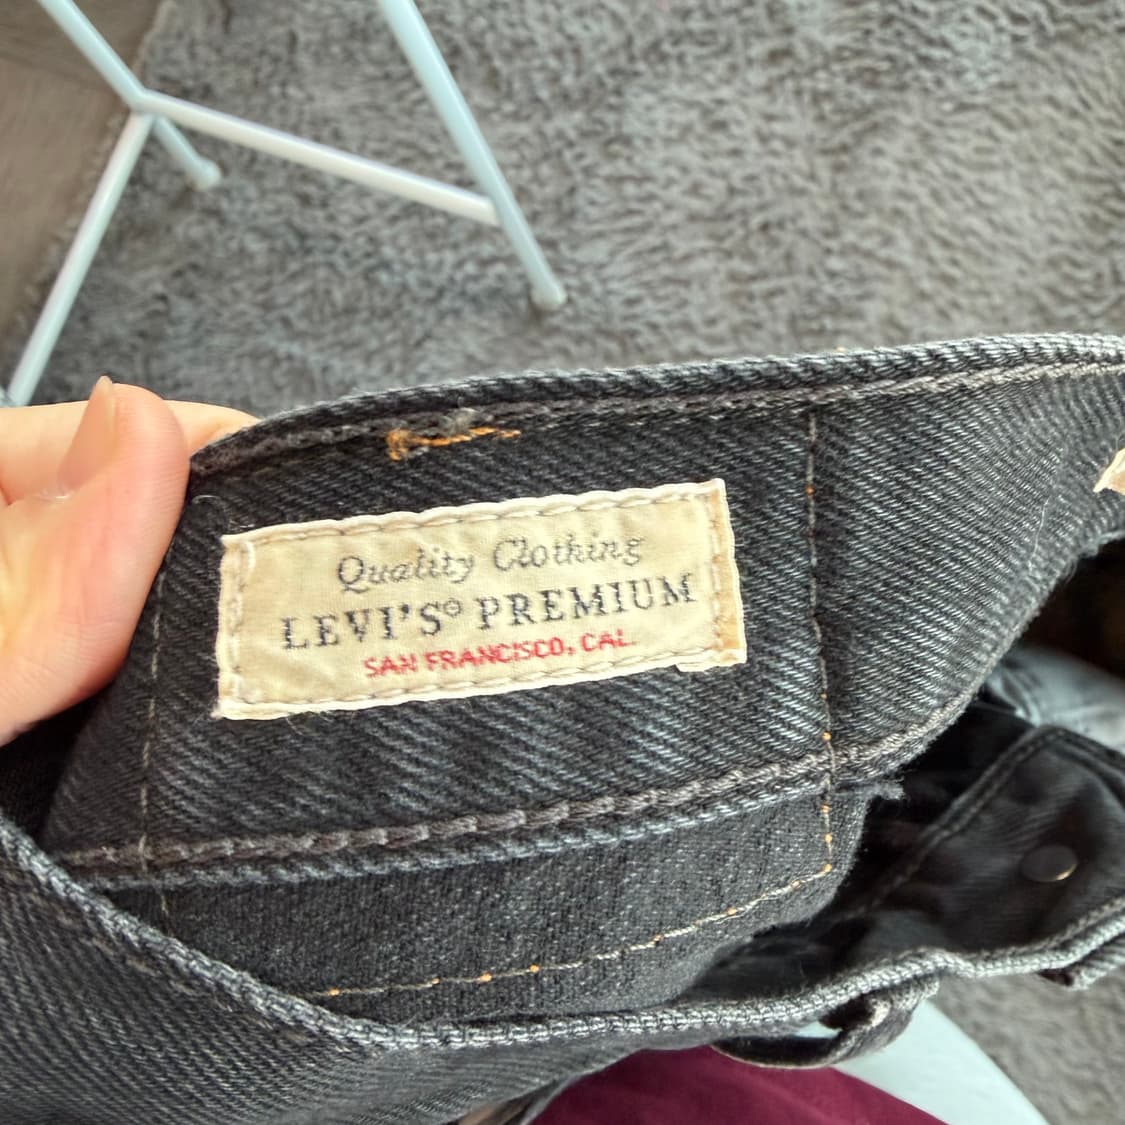 Quality Clothing
LEVI'S® PREMIUM
SAN FRANCISCO, CAL.